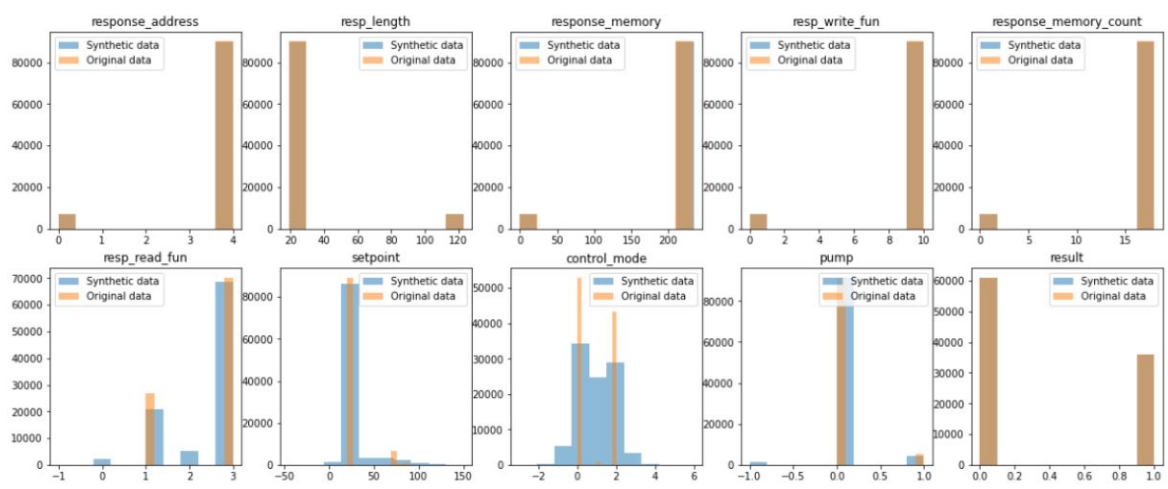 response_address
Synthetic data
Original data
80000
60000
40000
20000
0
0 1 2 3 4
resp_length
Synthetic data
Original data
80000
60000
40000
20000
0
20 40 60 80 100 120
response_memory
Synthetic data
Original data
80000
60000
40000
20000
0
0 50 100 150 200
resp_write_fun
Synthetic data
Original data
80000
60000
40000
20000
0
0 2 4 6 8 10
response_memory_count
Synthetic data
Original data
80000
60000
40000
20000
0
0 5 10 15
resp_read_fun
Synthetic data
Original data
70000
60000
50000
40000
30000
20000
10000
0
−1 0 1 2 3
setpoint
Synthetic data
Original data
80000
60000
40000
20000
0
−50 0 50 100 150
control_mode
Synthetic data
Original data
50000
40000
30000
20000
10000
0
−2 0 2 4 6
pump
Synthetic data
Original data
80000
60000
40000
20000
0
−1.0 −0.5 0.0 0.5 1.0
result
Synthetic data
Original data
60000
50000
40000
30000
20000
10000
0
0.0 0.2 0.4 0.6 0.8 1.0